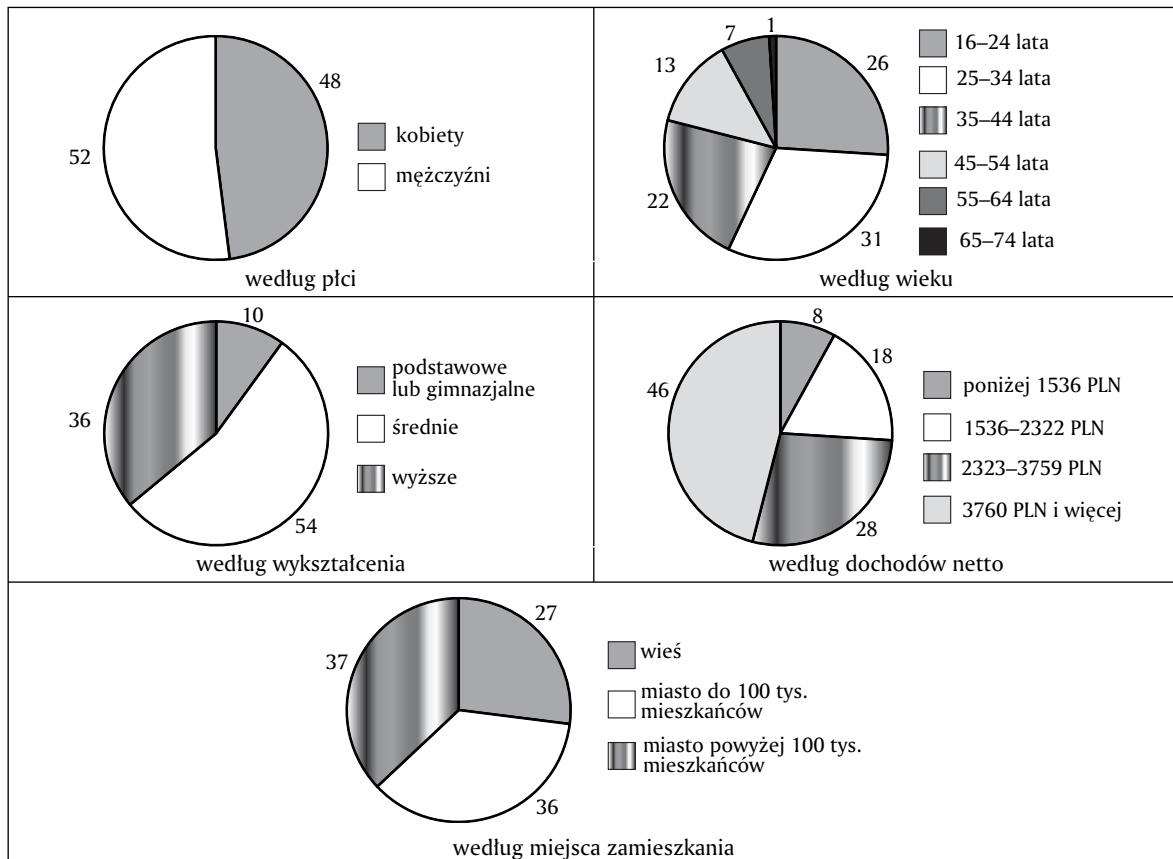 48
52
kobiety
mężczyźni
według płci
1
7
13
26
22
31
16–24 lata
25–34 lata
35–44 lata
45–54 lata
55–64 lata
65–74 lata
według wieku
10
36
54
podstawowe
lub gimnazjalne
średnie
wyższe
według wykształcenia
8
18
46
28
poniżej 1536 PLN
1536–2322 PLN
2323–3759 PLN
3760 PLN i więcej
według dochodów netto
27
37
36
wieś
miasto do 100 tys.
mieszkańców
miasto powyżej 100 tys.
mieszkańców
według miejsca zamieszkania